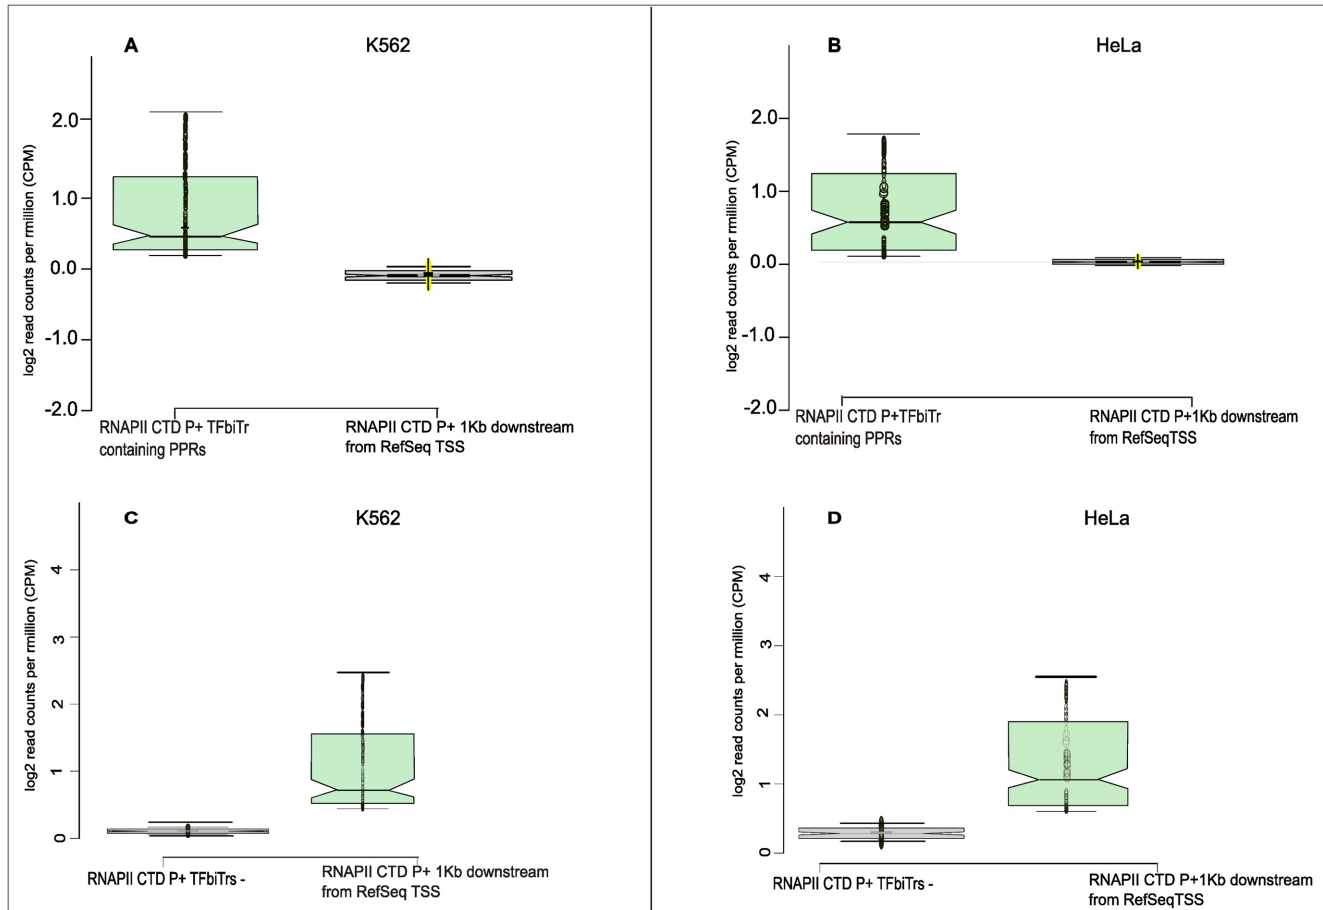 A
K562
log2 read counts per rmillion (CPM)
2.0
1.0
0.0
-1.0
-2.0
RNAPII CTD P+ TFbiTr
containing PPRs
RNAPII CTD P+ 1Kb downstream
from RefSeq TSS
B
HeLa
log2 read counts per rmillion (CPM)
2.0
1.0
0.0
-1.0
-2.0
RNAPII CTD P+TFbiTr
containing PPRs
RNAPII CTD P+1Kb downstream
from RefSeqTSS
C
K562
log2 read counts per rmillion (CPM)
4
3
2
1
0
RNAPII CTD P+ TFbiTrs -
RNAPII CTD P+ 1Kb downstream
from RefSeq TSS
D
HeLa
log2 read counts per rmillion (CPM)
4
3
2
1
0
RNAPII CTD P+ TFbiTrs -
RNAPII CTD P+1Kb downstream
from RefSeqTSS